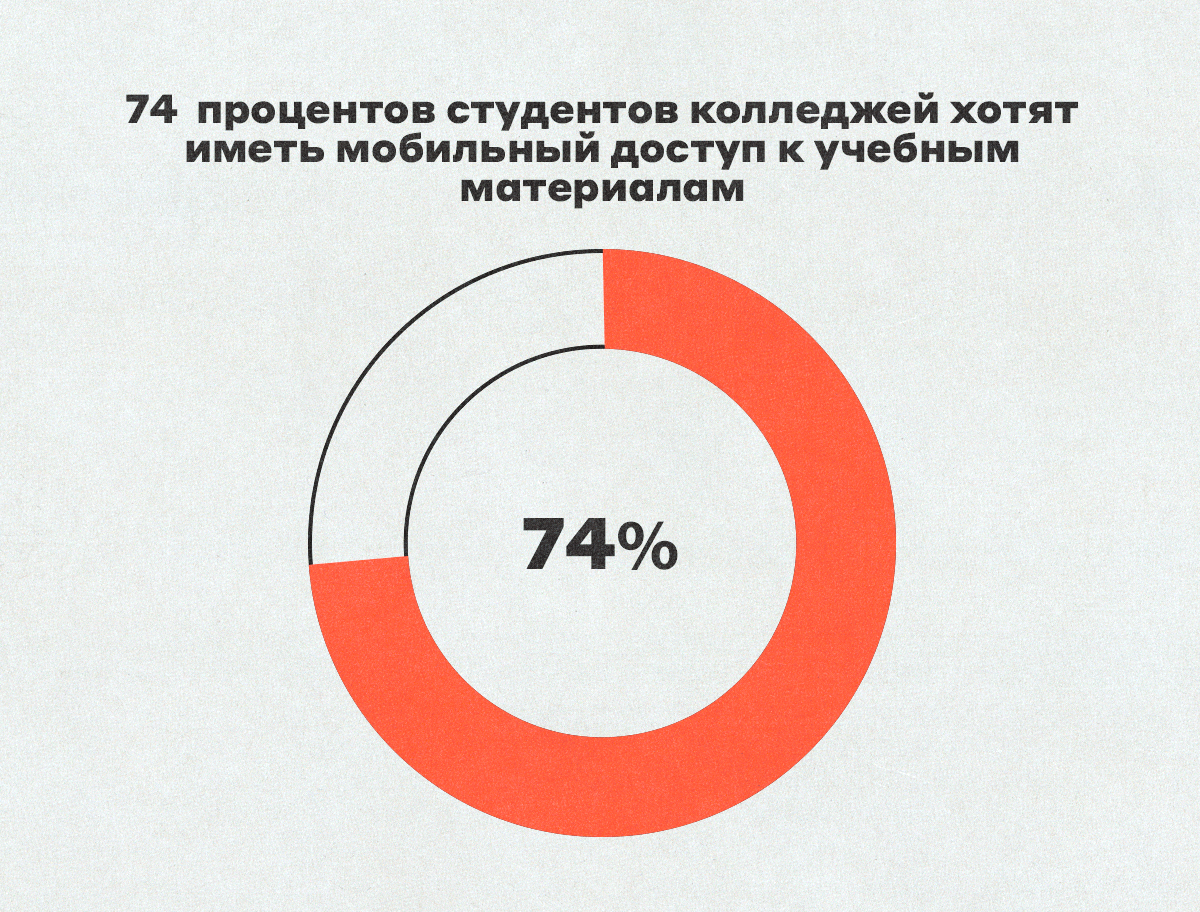 74 процентов студентов колледжей хотят
иметь мобильный доступ к учебным
материалам
74%